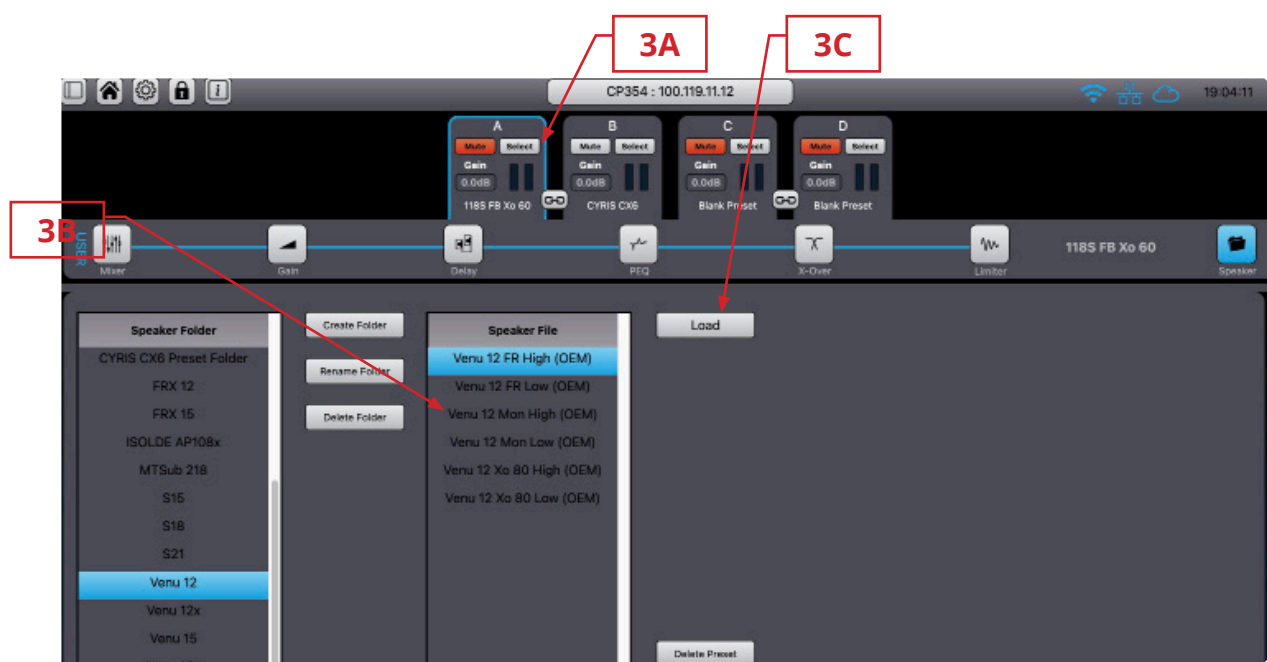 3A
3C
CP354 : 100.119.11.12
19:04:11
A
B
C
D
Mute Select
Mute Select
Mute Select
Mute Select
Gain
Gain
Gain
Gain
0.0dB
0.0dB
0.0dB
0.0dB
118S FB Xo 60
CYRIS CX6
Blank Preset
Blank Preset
3B
USER
Mixer
Gain
Delay
PEQ
X-Over
Limiter
118S FB Xo 60
Speaker
Speaker Folder
CYRIS CX6 Preset Folder
FRX 12
FRX 15
ISOLDE AP108x
MTSub 218
S15
S18
S21
Venu 12
Venu 12x
Venu 15
Create Folder
Rename Folder
Delete Folder
Speaker File
Venu 12 FR High (OEM)
Venu 12 FR Low (OEM)
Venu 12 Mon High (OEM)
Venu 12 Mon Low (OEM)
Venu 12 Xo 80 High (OEM)
Venu 12 Xo 80 Low (OEM)
Load
Delete Preset